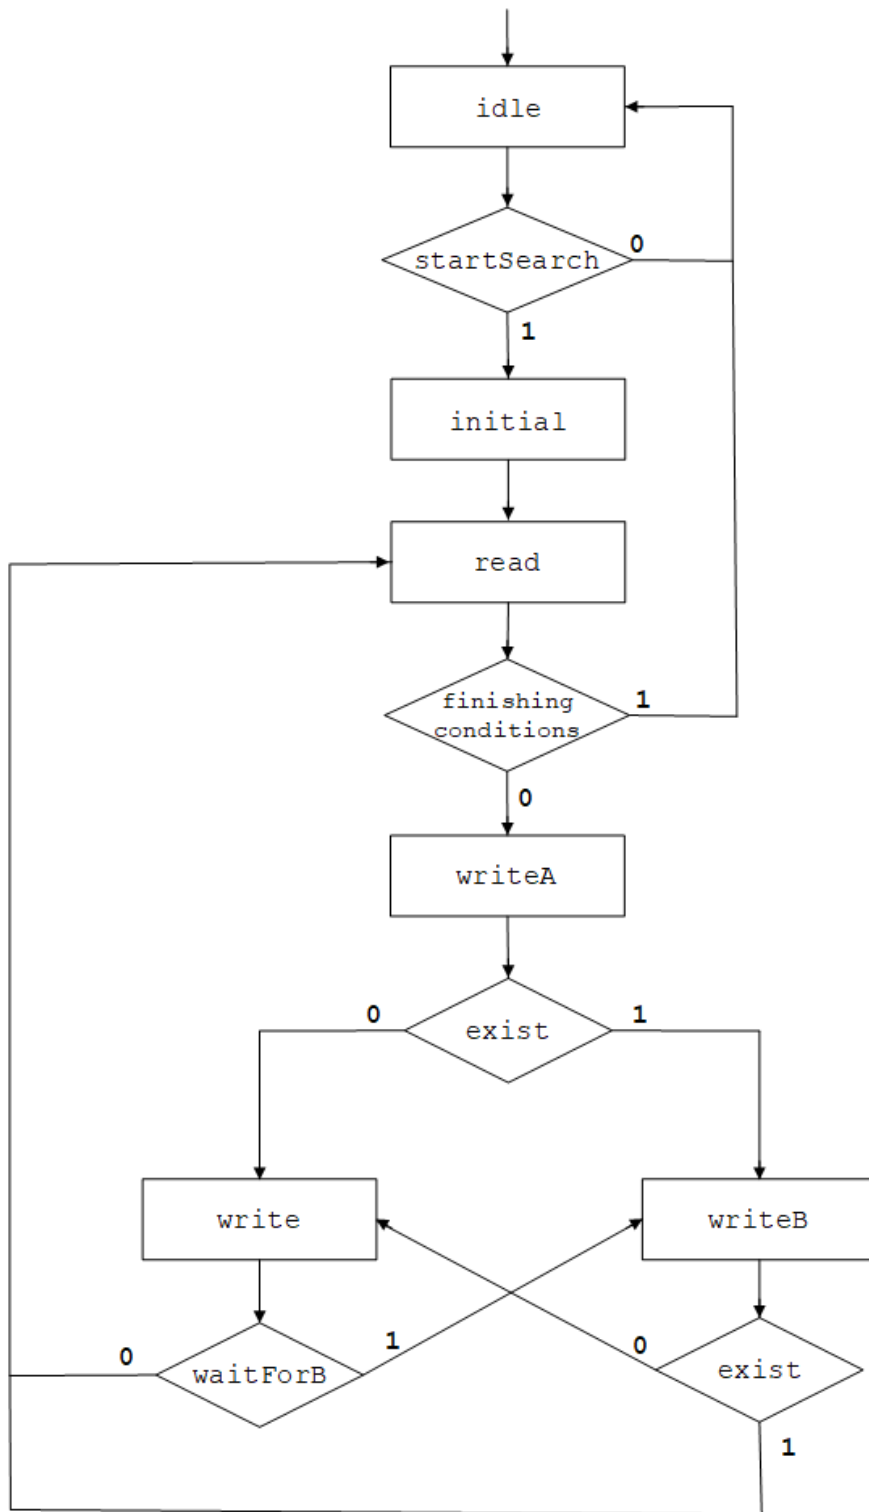 idle
startSearch
0
1
initial
read
finishing
conditions
1
0
writeA
exist
0
1
write
writeB
waitForB
0
1
exist
0
1